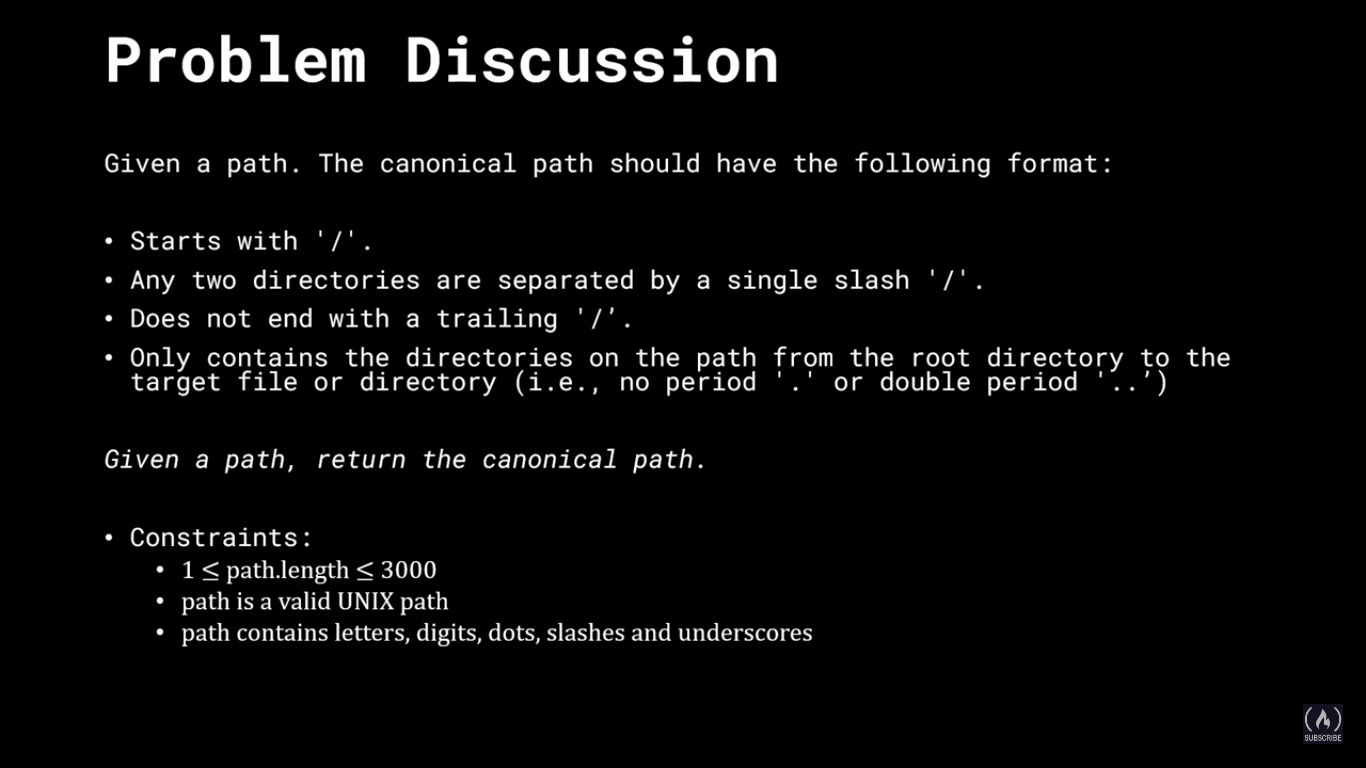 Problem Discussion
Given a path. The canonical path should have the following format:
• Starts with '/'.
• Any two directories are separated by a single slash '/'.
• Does not end with a trailing '/’.
• Only contains the directories on the path from the root directory to the
target file or directory (i.e., no period '.' or double period '..’)
Given a path, return the canonical path.
• Constraints:
• 1 ≤ path.length ≤ 3000
• path is a valid UNIX path
• path contains letters, digits, dots, slashes and underscores
SUBSCRIBE